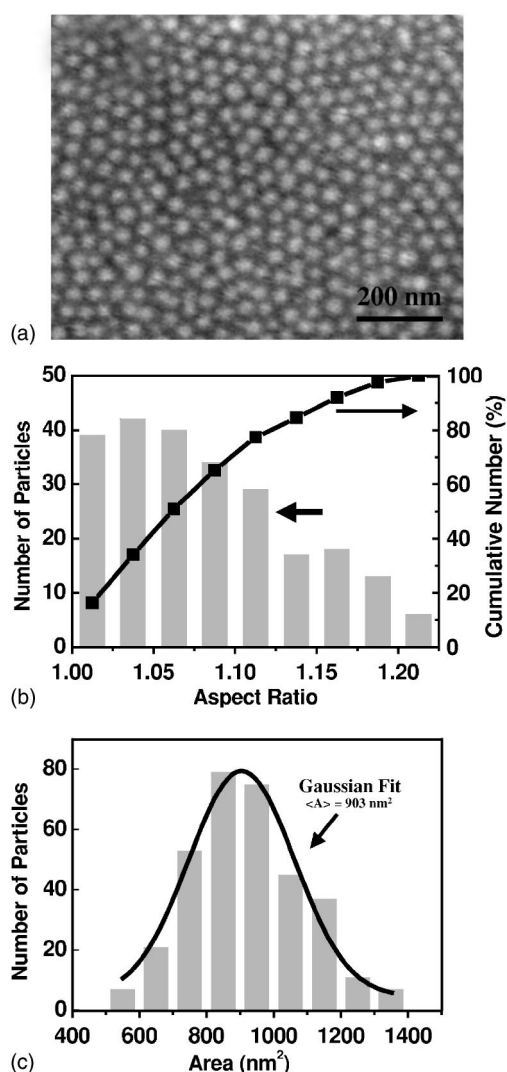 200 nm
(a)
50
40
30
20
10
0
Number of Particles
100
80
60
40
20
0
Cumulative Number (%)
1.00 1.05 1.10 1.15 1.20
Aspect Ratio
(b)
80
60
40
20
0
Number of Particles
Gaussian Fit
<A> = 903 nm²
400 600 800 1000 1200 1400
Area (nm²)
(c)